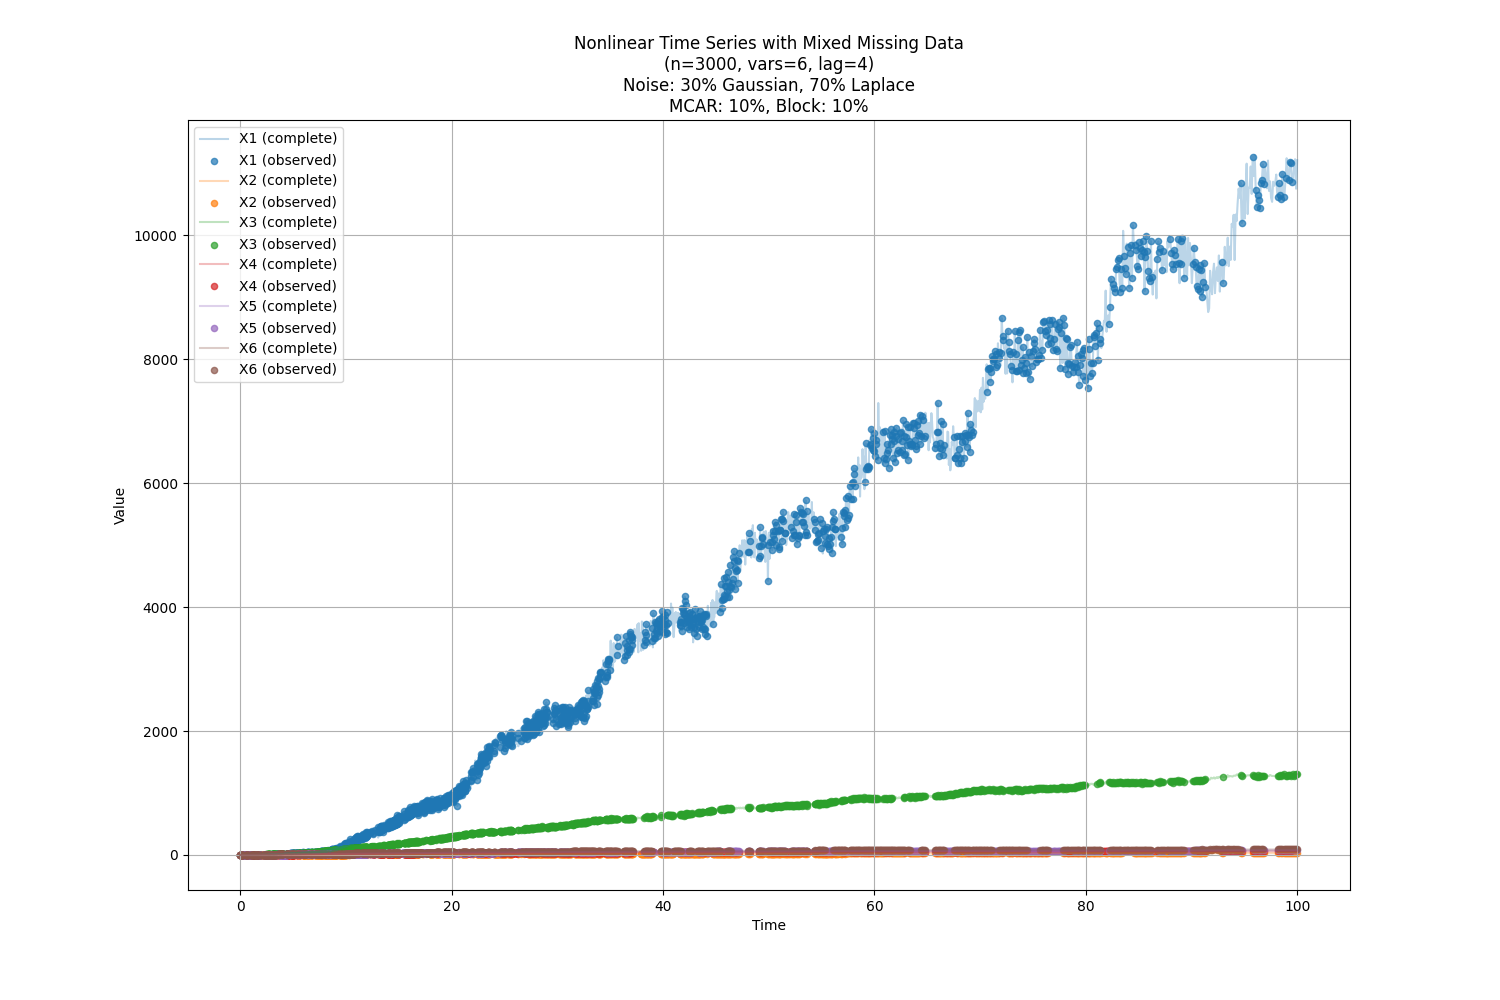 Nonlinear Time Series with Mixed Missing Data
(n=3000, vars=6, lag=4)
Noise: 30% Gaussian, 70% Laplace
MCAR: 10%, Block: 10%
X1 (complete)
X1 (observed)
X2 (complete)
X2 (observed)
X3 (complete)
X3 (observed)
X4 (complete)
X4 (observed)
X5 (complete)
X5 (observed)
X6 (complete)
X6 (observed)
10000
8000
6000
4000
2000
0
Value
0 20 40 60 80 100
Time